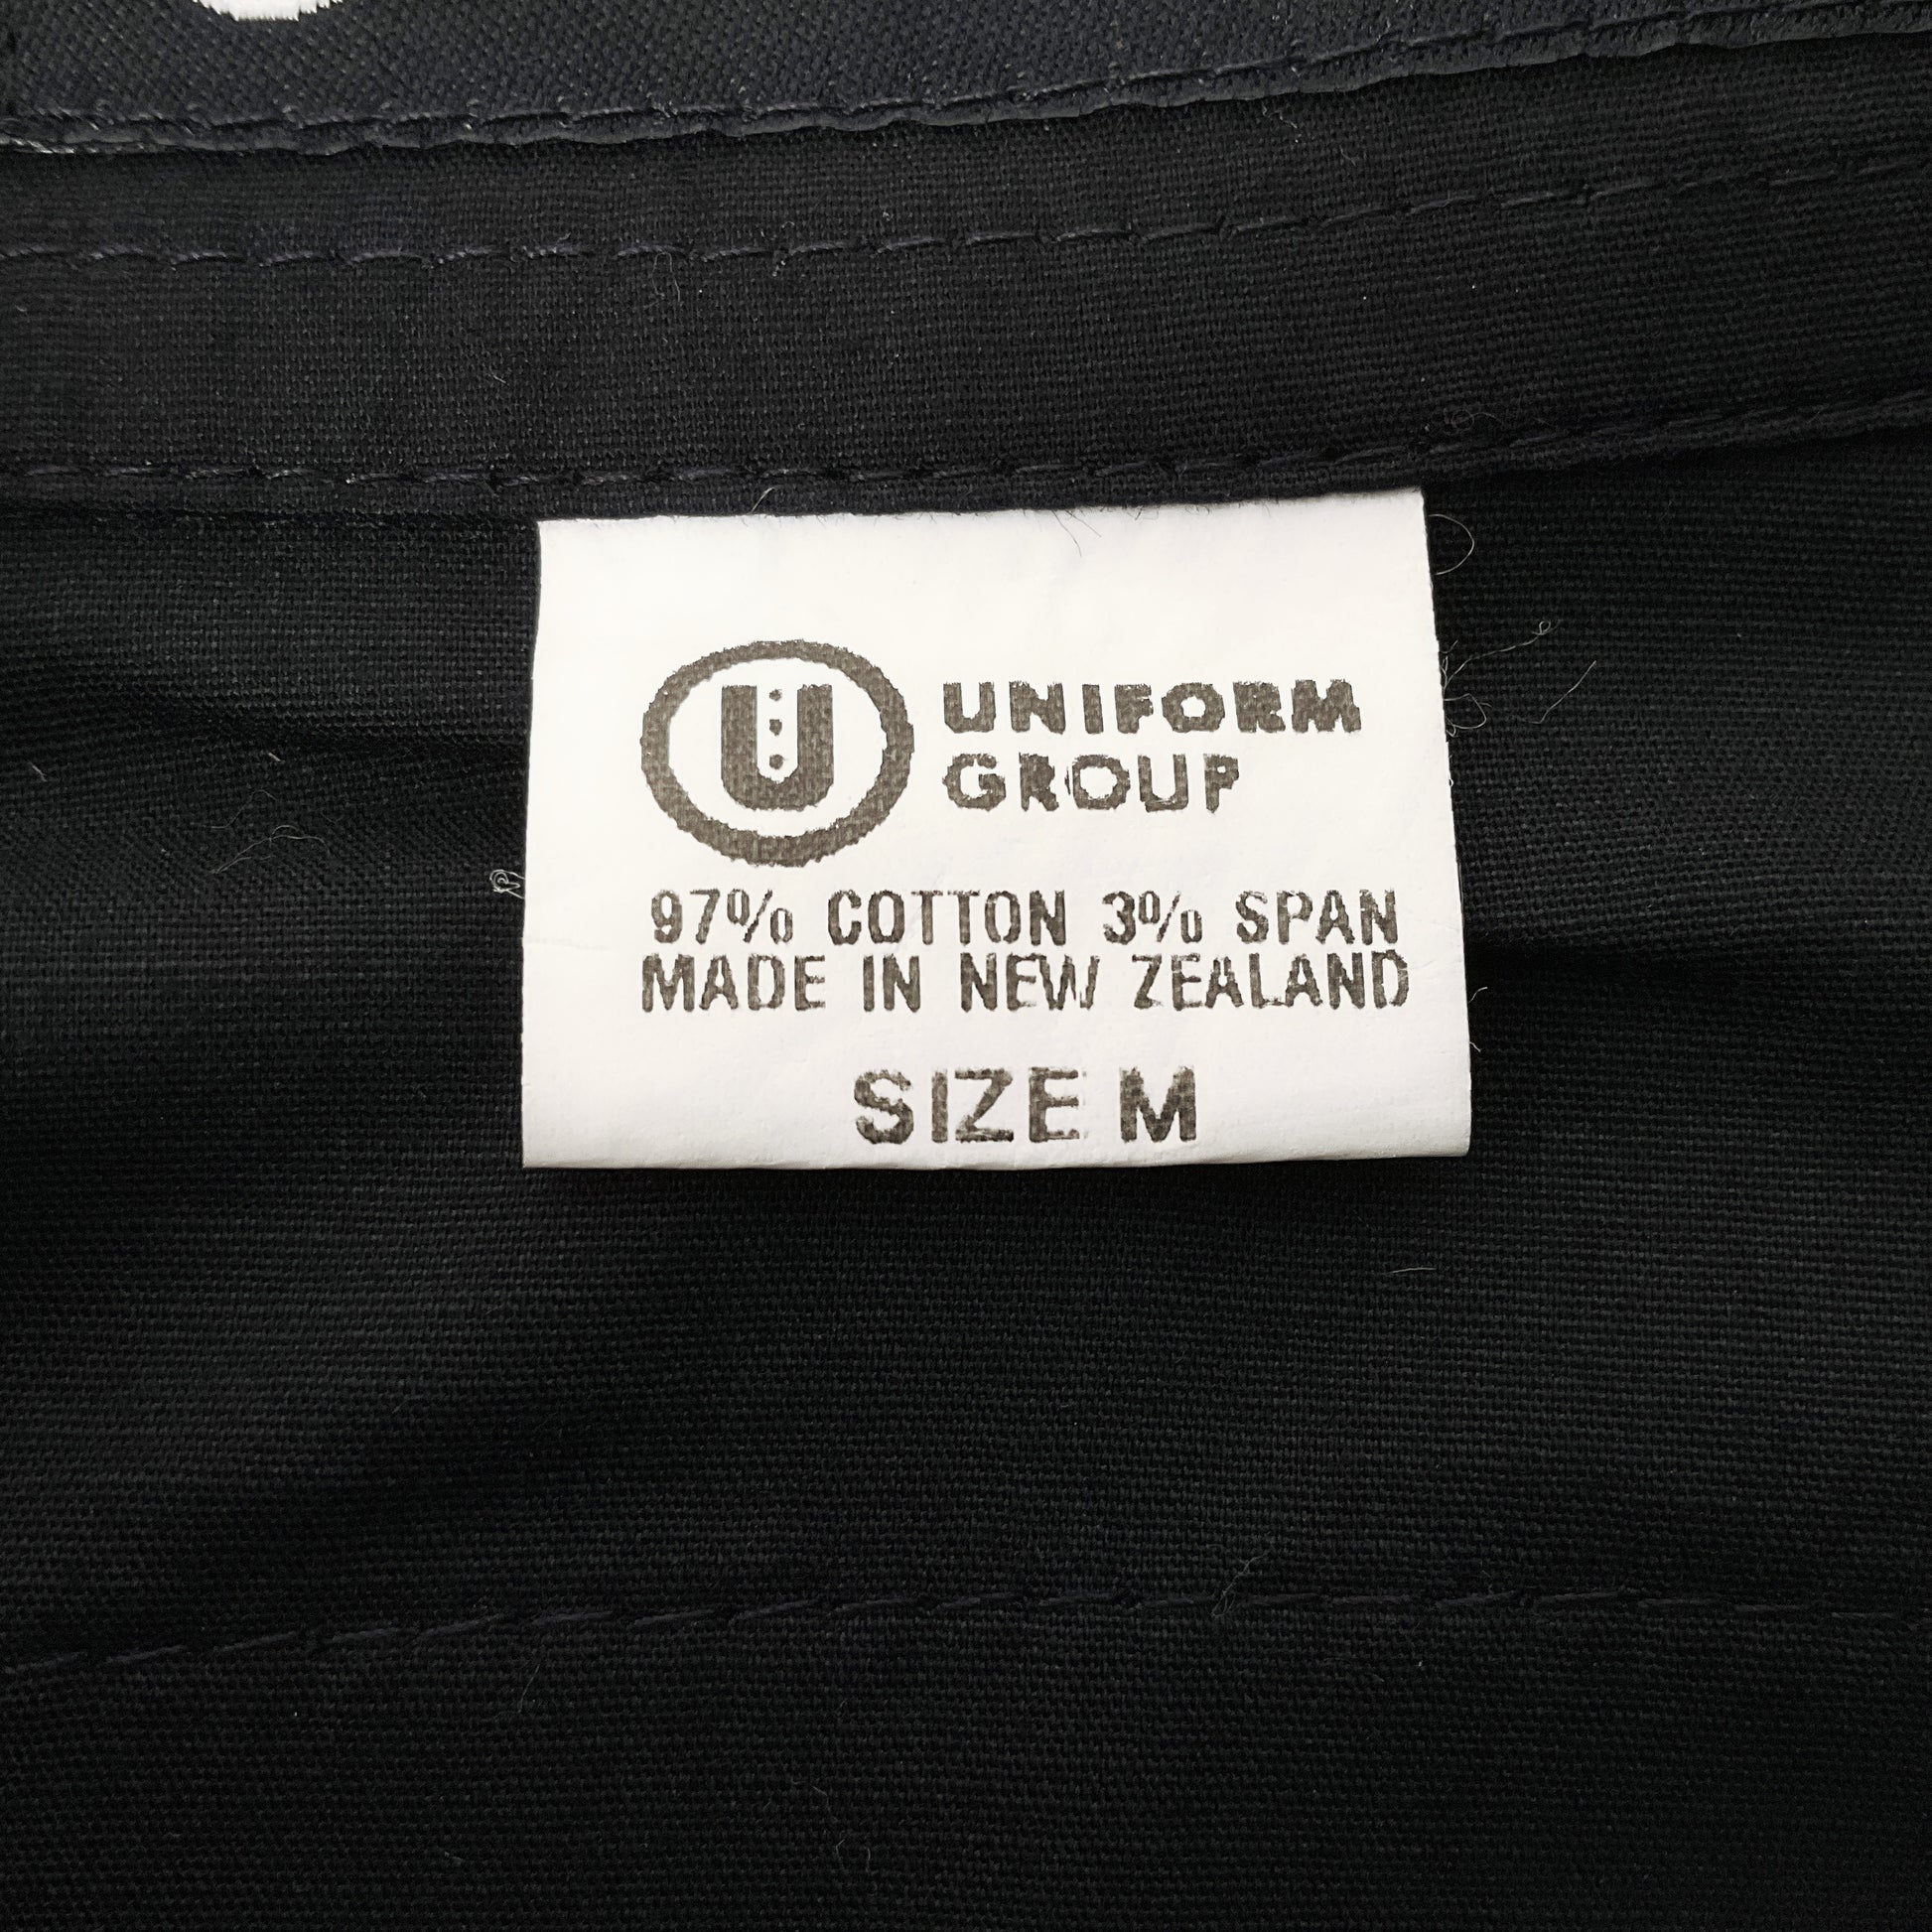 U
UNIFORM
GROUP
97% COTTON 3% SPAN
MADE IN NEW ZEALAND
SIZE M